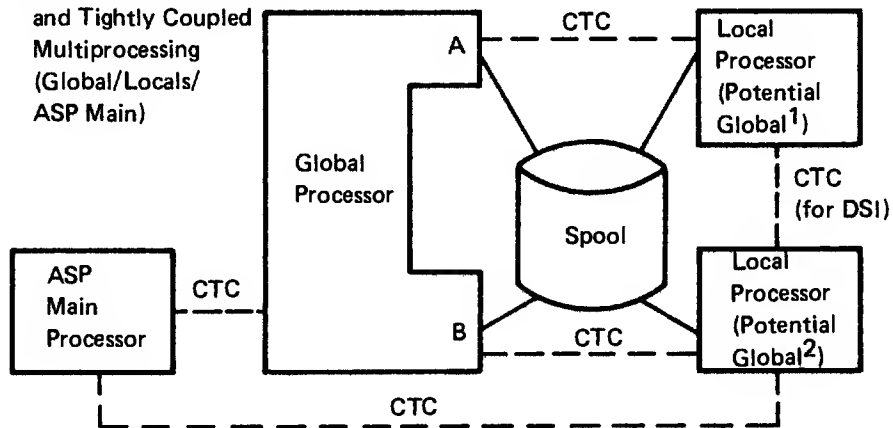 and Tightly Coupled
Multiprocessing
(Global/Locals/
ASP Main)
A
CTC
Local
Processor
(Potential
Global1)
Global
Processor
Spool
CTC
(for DSI)
ASP
Main
Processor
CTC
B
CTC
Local
Processor
(Potential
Global2)
CTC